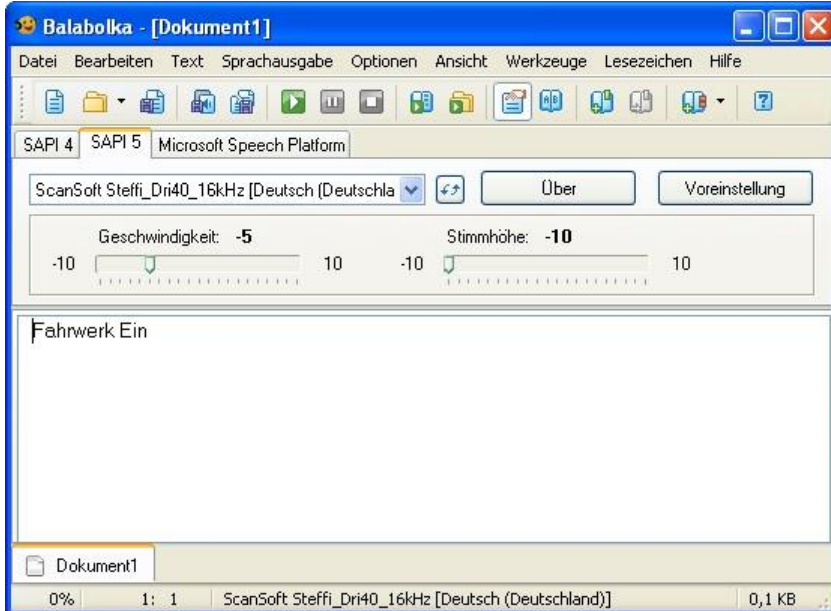 Balabolka - [Dokument1]
Datei Bearbeiten Text Sprachausgabe Optionen Ansicht Werkzeuge Lesezeichen Hilfe
SAPI 4 SAPI 5 Microsoft Speech Platform
ScanSoft Steffi_Dri40_16kHz [Deutsch (Deutschla Über Voreinstellung
Geschwindigkeit: -5 Stimmhöhe: -10
-10 10 -10 10
Fahrwerk Ein
Dokument1
0% 1: 1 ScanSoft Steffi_Dri40_16kHz [Deutsch (Deutschland)] 0,1 KB